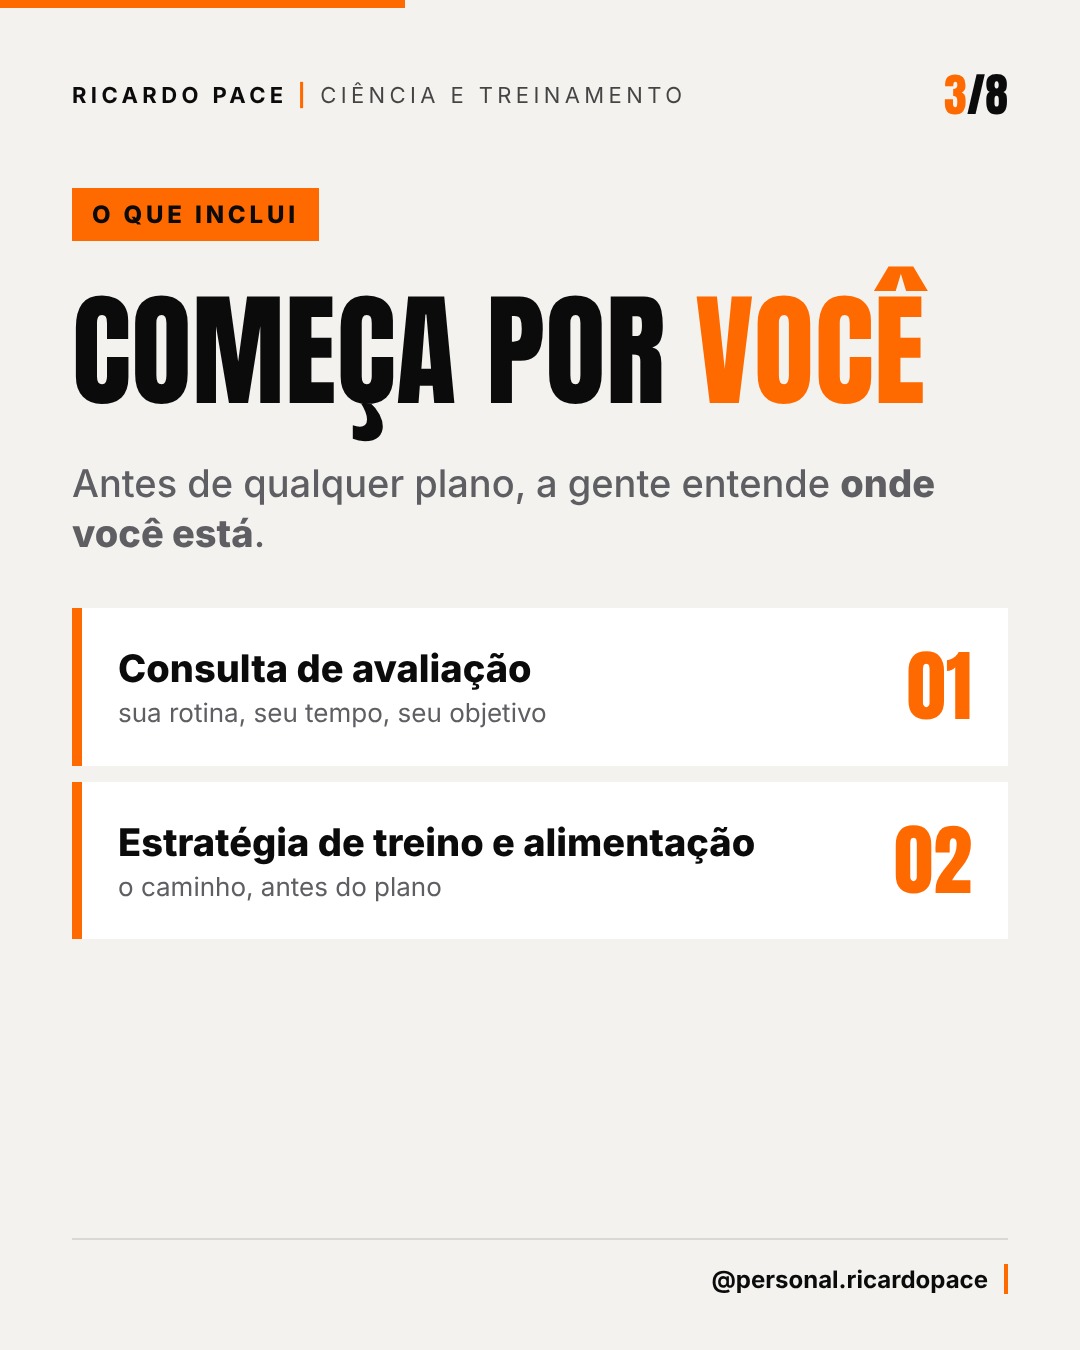 RICARDO PACE | CIÊNCIA E TREINAMENTO
3/8
O QUE INCLUI
COMEÇA POR VOCÊ
Antes de qualquer plano, a gente entende onde
você está.
Consulta de avaliação
sua rotina, seu tempo, seu objetivo
01
Estratégia de treino e alimentação
o caminho, antes do plano
02
@personal.ricardopace